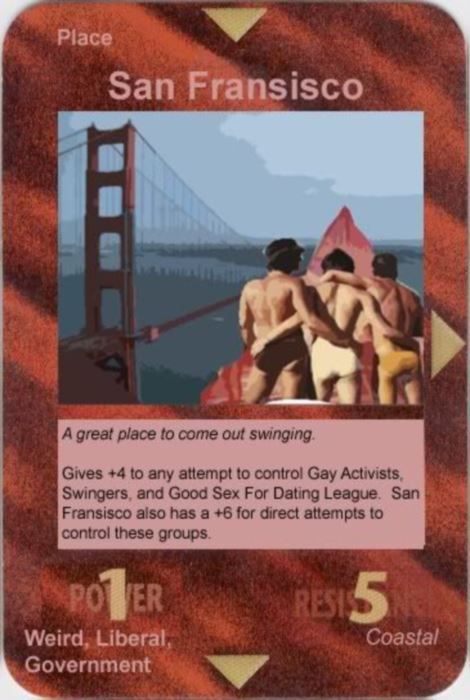 Place
San Fransisco
A great place to come out swinging.
Gives +4 to any attempt to control Gay Activists,
Swingers, and Good Sex For Dating League. San
Fransisco also has a +6 for direct attempts to
control these groups.
POWER 1
RESISTANCE 5
Weird, Liberal,
Government
Coastal